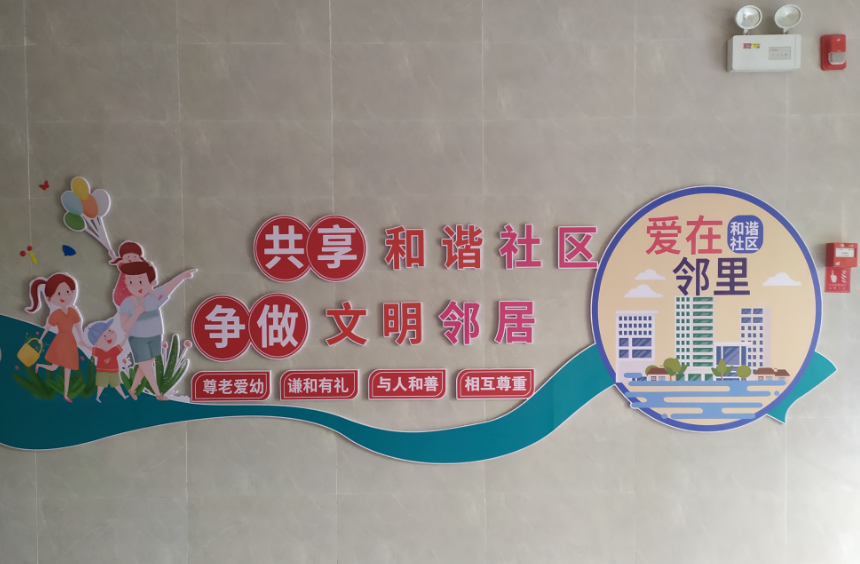 共享和谐社区
争做文明邻居
尊老爱幼 谦和有礼 与人和善 相互尊重
爱在和谐社区
邻里